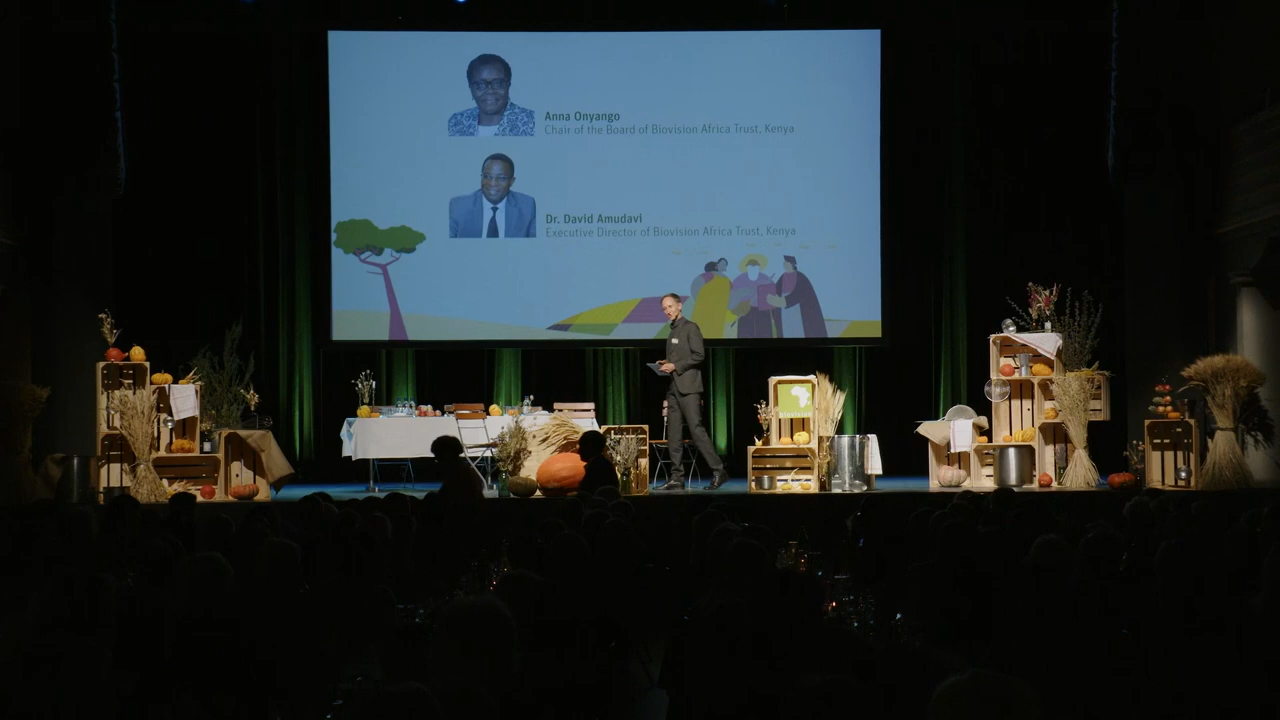 Anna Onyango
Chair of the Board of Biovision Africa Trust, Kenya
Dr. David Amudavi
Executive Director of Biovision Africa Trust, Kenya
biovision